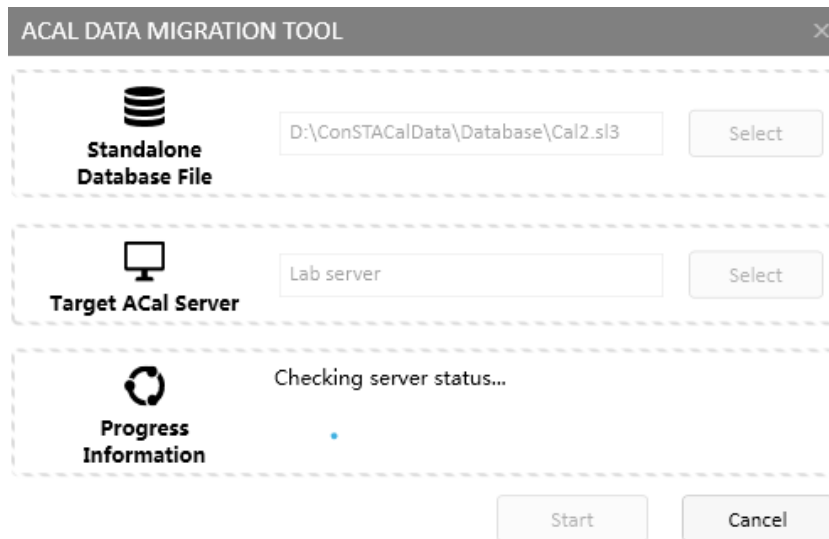 ACAL DATA MIGRATION TOOL
Standalone
Database File
D:\ConSTACalData\Database\Cal2.sl3
Select
Target ACal Server
Lab server
Select
Progress
Information
Checking server status...
Start
Cancel